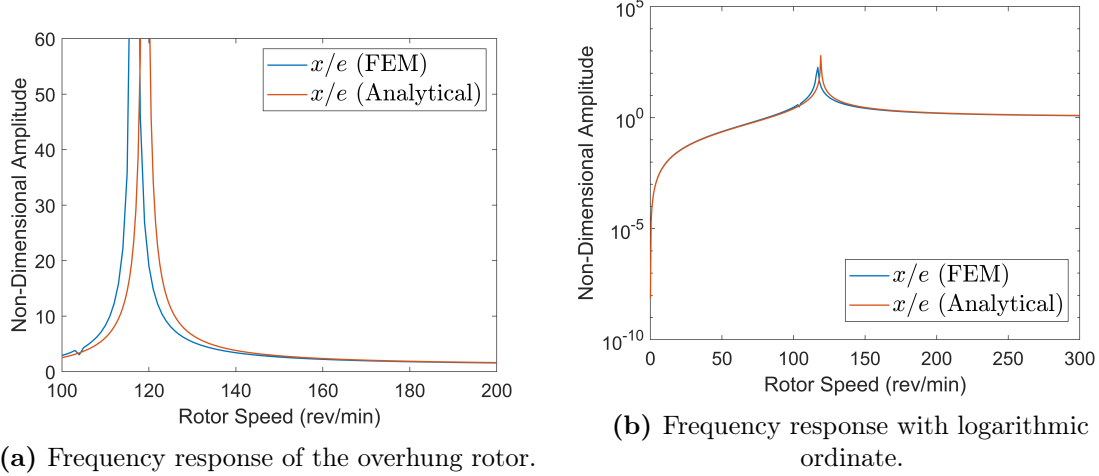 60
50
40
30
20
10
0
100
120
140
160
180
200
Non-Dimensional Amplitude
Rotor Speed (rev/min)
x/e (FEM)
x/e (Analytical)
(a) Frequency response of the overhung rotor.
10^5
10^0
10^-5
10^-10
0
50
100
150
200
250
300
Non-Dimensional Amplitude
Rotor Speed (rev/min)
x/e (FEM)
x/e (Analytical)
(b) Frequency response with logarithmic
ordinate.